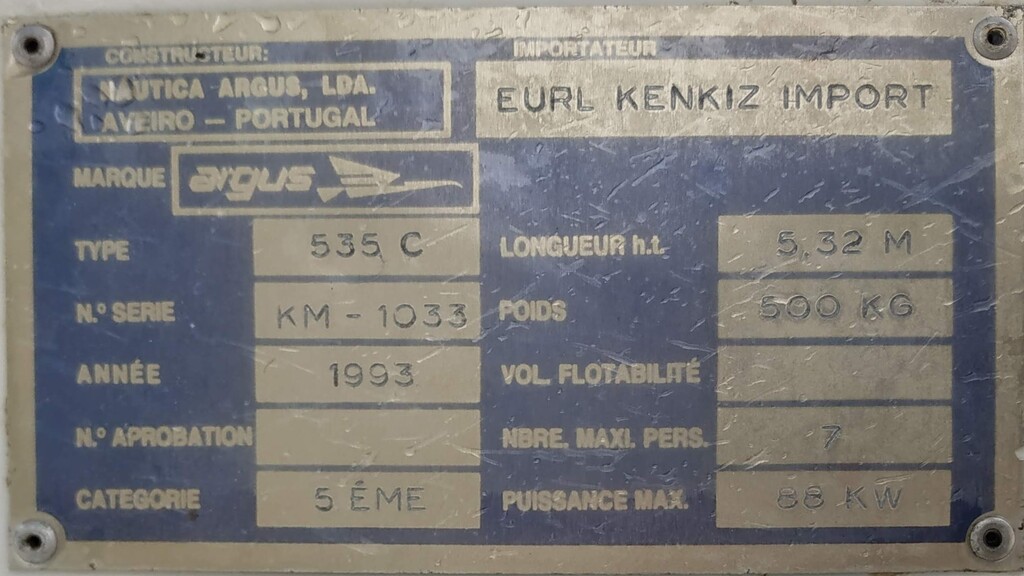 CONSTRUCTEUR:
NAUTICA ARGUS, LDA.
AVEIRO — PORTUGAL
IMPORTATEUR
EURL KENKIZ IMPORT
MARQUE argus
TYPE 535 C
N.º SERIE KM - 1033
ANNÉE 1993
N.º APROBATION
CATEGORIE 5 ÉME
LONGUEUR h.t. 5,32 M
POIDS 500 KG
VOL. FLOTABILITÉ
NBRE. MAXI. PERS. 7
PUISSANCE MAX. 88 KW